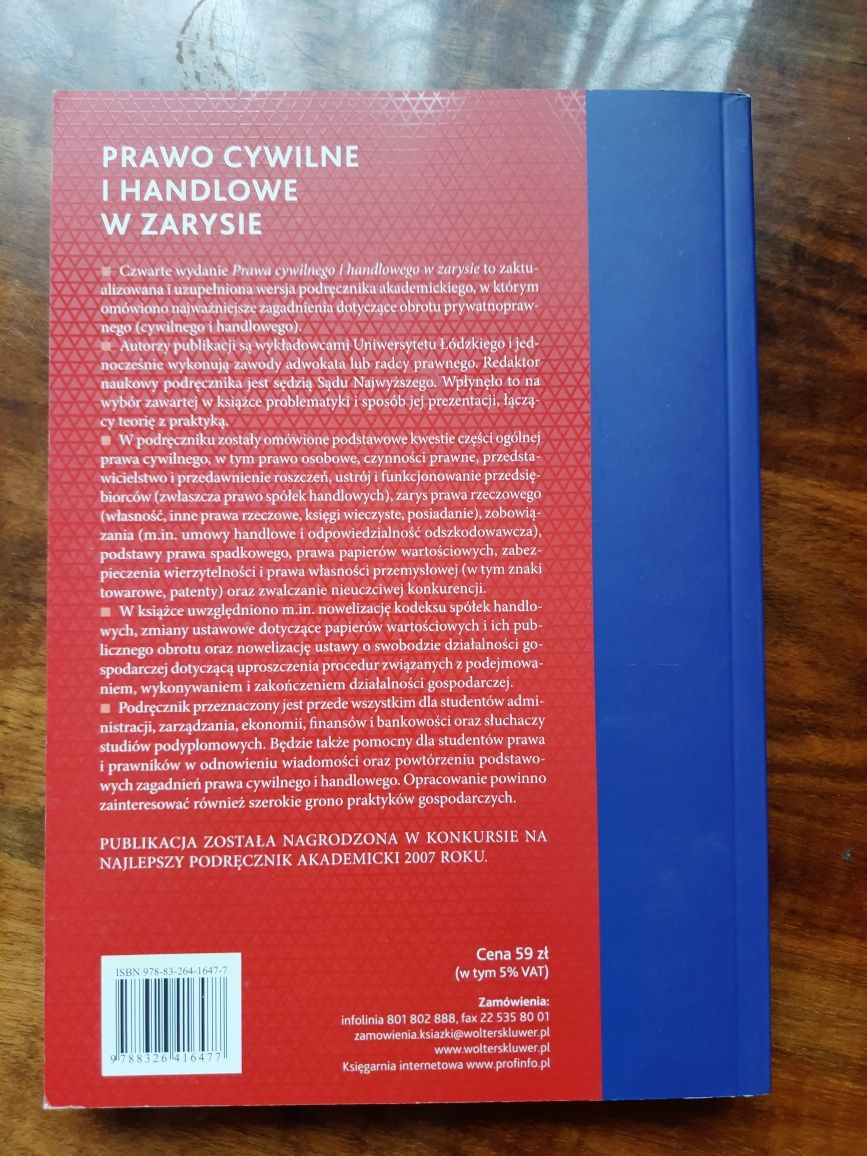 PRAWO CYWILNE
I HANDLOWE
W ZARYSIE
■ Czwarte wydanie Prawa cywilnego i handlowego w zarysie to zaktu-
alizowana i uzupełniona wersja podręcznika akademickiego, w którym
omówiono najważniejsze zagadnienia dotyczące obrotu prywatnopraw-
nego (cywilnego i handlowego).
■ Autorzy publikacji są wykładowcami Uniwersytetu Łódzkiego i jed-
nocześnie wykonują zawody adwokata lub radcy prawnego. Redaktor
naukowy podręcznika jest sędzią Sądu Najwyższego. Wpłynęło to na
wybór zawartej w książce problematyki i sposób jej prezentacji, łączą-
cy teorię z praktyką.
■ W podręczniku zostały omówione podstawowe kwestie części ogólnej
prawa cywilnego, w tym prawo osobowe, czynności prawne, przedsta-
wicielstwo i przedawnienie roszczeń, ustrój i funkcjonowanie przedsię-
biorców (zwłaszcza prawo spółek handlowych), zarys prawa rzeczowego
(własność, inne prawa rzeczowe, księgi wieczyste, posiadanie), zobowią-
zania (m.in. umowy handlowe i odpowiedzialność odszkodowawcza),
podstawy prawa spadkowego, prawa papierów wartościowych, zabez-
pieczenia wierzytelności i prawa własności przemysłowej (w tym znaki
towarowe, patenty) oraz zwalczanie nieuczciwej konkurencji.
■ W książce uwzględniono m.in. nowelizację kodeksu spółek handlo-
wych, zmiany ustawowe dotyczące papierów wartościowych i ich pub-
licznego obrotu oraz nowelizację ustawy o swobodzie działalności go-
spodarczej dotyczącą uproszczenia procedur związanych z podejmowa-
niem, wykonywaniem i zakończeniem działalności gospodarczej.
■ Podręcznik przeznaczony jest przede wszystkim dla studentów admi-
nistracji, zarządzania, ekonomii, finansów i bankowości oraz słuchaczy
studiów podyplomowych. Będzie także pomocny dla studentów prawa
i prawników w odnowieniu wiadomości oraz powtórzeniu podstawo-
wych zagadnień prawa cywilnego i handlowego. Opracowanie powinno
zainteresować również szerokie grono praktyków gospodarczych.
PUBLIKACJA ZOSTAŁA NAGRODZONA W KONKURSIE NA
NAJLEPSZY PODRĘCZNIK AKADEMICKI 2007 ROKU.
ISBN 978-83-264-1647-7
9 788326 416477
Cena 59 zł
(w tym 5% VAT)
Zamówienia:
infolinia 801 802 888, fax 22 535 80 01
zamowienia.ksiazki@wolterskluwer.pl
www.wolterskluwer.pl
Księgarnia internetowa www.profinfo.pl